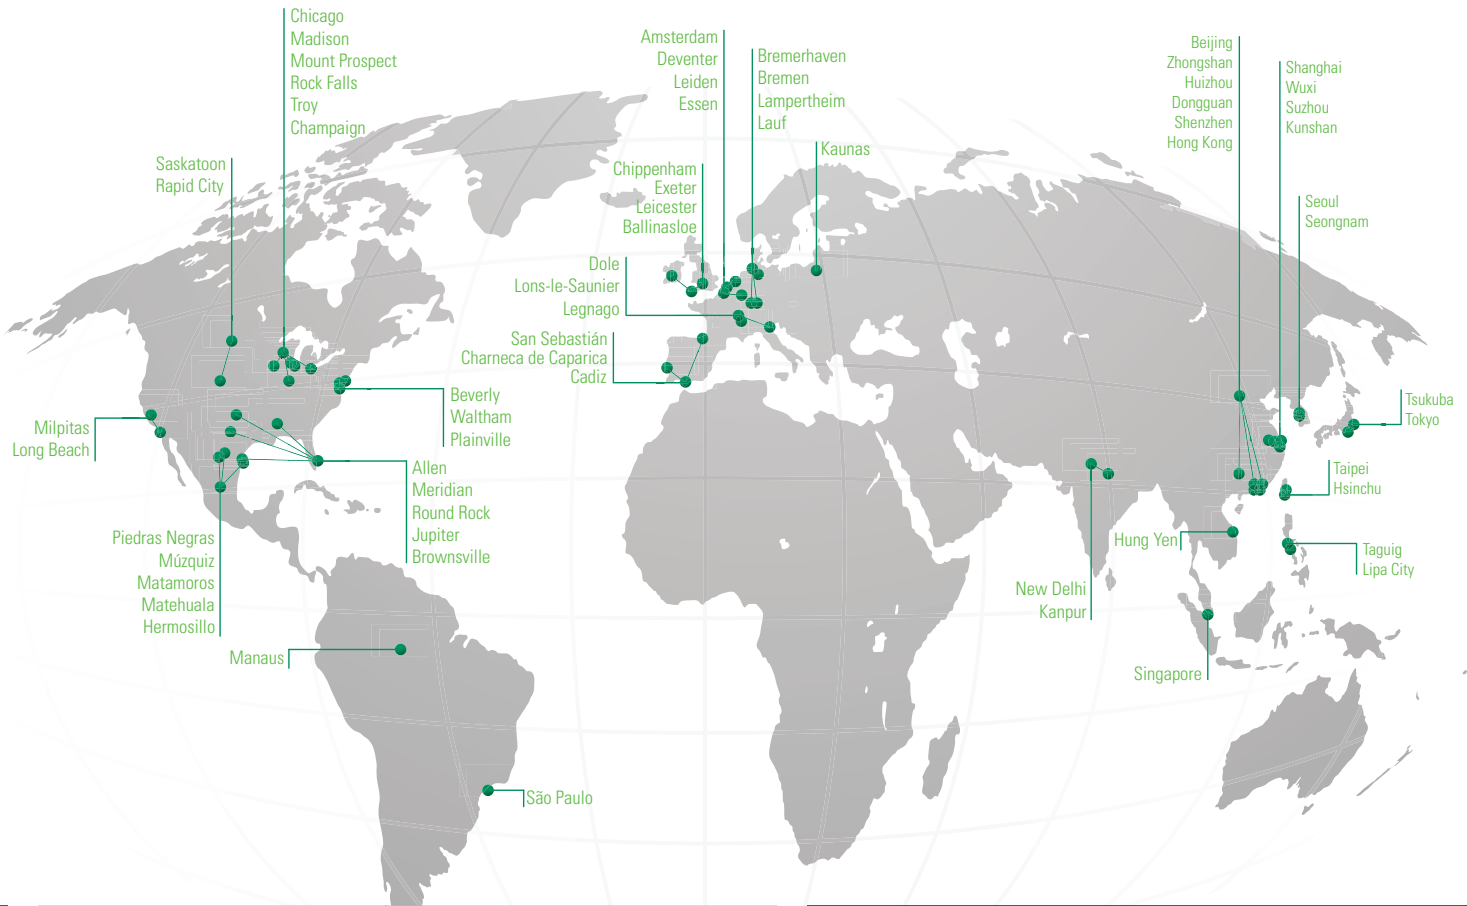 Chicago
Madison
Mount Prospect
Rock Falls
Troy
Champaign
Saskatoon
Rapid City
Amsterdam
Deventer
Leiden
Essen
Bremerhaven
Bremen
Lampertheim
Lauf
Kaunas
Chippenham
Exeter
Leicester
Ballinasloe
Dole
Lons-le-Saunier
Legnago
San Sebastián
Charneca de Caparica
Cadiz
Beijing
Zhongshan
Huizhou
Dongguan
Shenzhen
Hong Kong
Shanghai
Wuxi
Suzhou
Kunshan
Seoul
Seongnam
Tsukuba
Tokyo
Taipei
Hsinchu
Taguig
Lipa City
Hung Yen
New Delhi
Kanpur
Singapore
Milpitas
Long Beach
Beverly
Waltham
Plainville
Allen
Meridian
Round Rock
Jupiter
Brownsville
Piedras Negras
Múzquiz
Matamoros
Matehuala
Hermosillo
Manaus
São Paulo